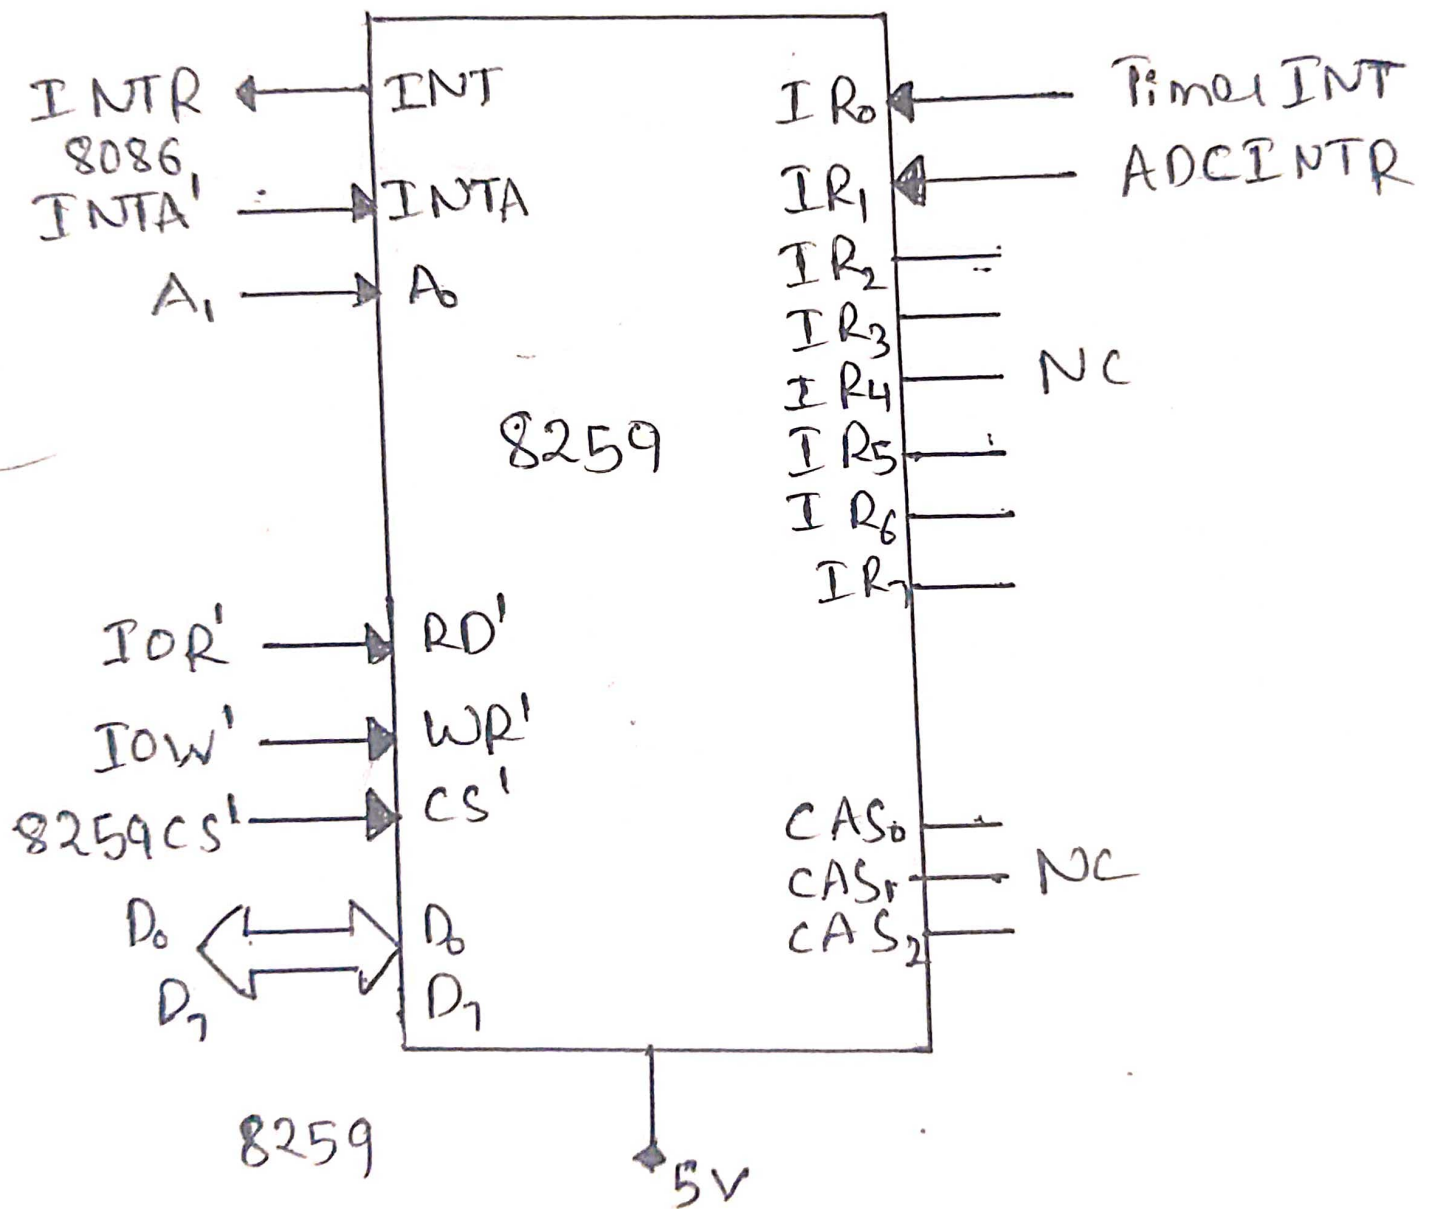 INTR
8086
INTA'
A1
IOR'
IOW'
8259CS'
D0
D7
INT
INTA
A0
8259
RD'
WR'
CS'
D0
D7
IR0
IR1
IR2
IR3
IR4
IR5
IR6
IR7
CAS0
CAS1
CAS2
Timer INT
ADCINTR
NC
NC
8259
5V